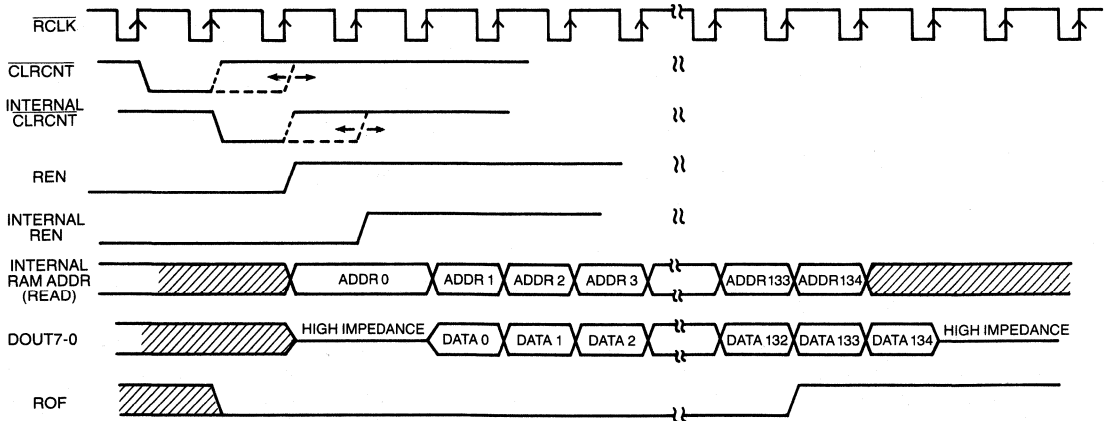 RCLK
CLRCNT
INTERNAL
CLRCNT
REN
INTERNAL
REN
INTERNAL
RAM ADDR
(READ)
ADDR 0
ADDR 1
ADDR 2
ADDR 3
ADDR 133
ADDR 134
DOUT7-0
HIGH IMPEDANCE
DATA 0
DATA 1
DATA 2
DATA 132
DATA 133
DATA 134
HIGH IMPEDANCE
ROF